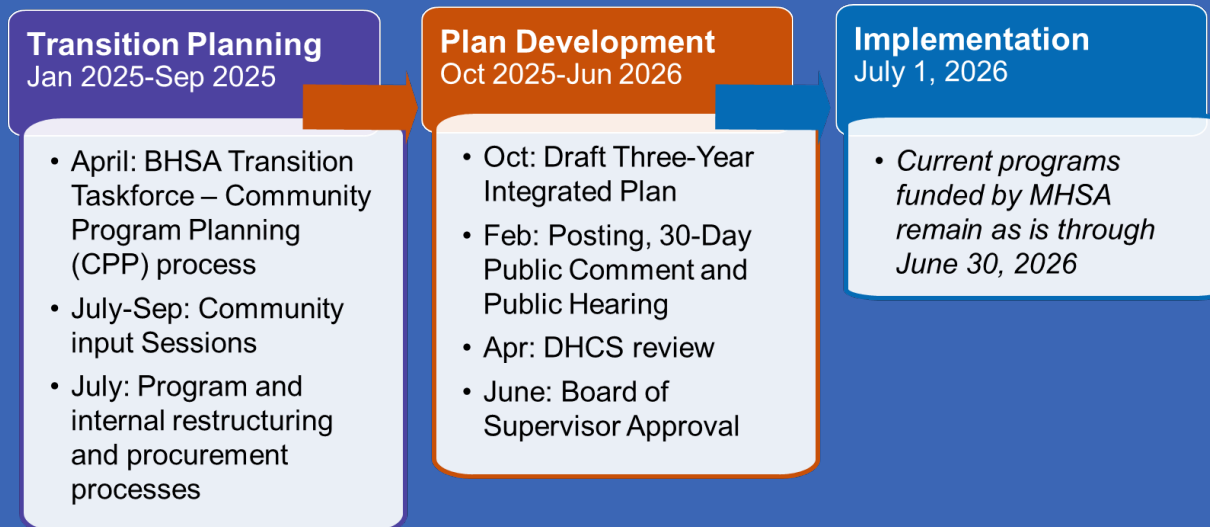 Transition Planning
Jan 2025-Sep 2025
• April: BHSA Transition
Taskforce – Community
Program Planning
(CPP) process
• July-Sep: Community
input Sessions
• July: Program and
internal restructuring
and procurement
processes
Plan Development
Oct 2025-Jun 2026
• Oct: Draft Three-Year
Integrated Plan
• Feb: Posting, 30-Day
Public Comment and
Public Hearing
• Apr: DHCS review
• June: Board of
Supervisor Approval
Implementation
July 1, 2026
• Current programs
funded by MHSA
remain as is through
June 30, 2026